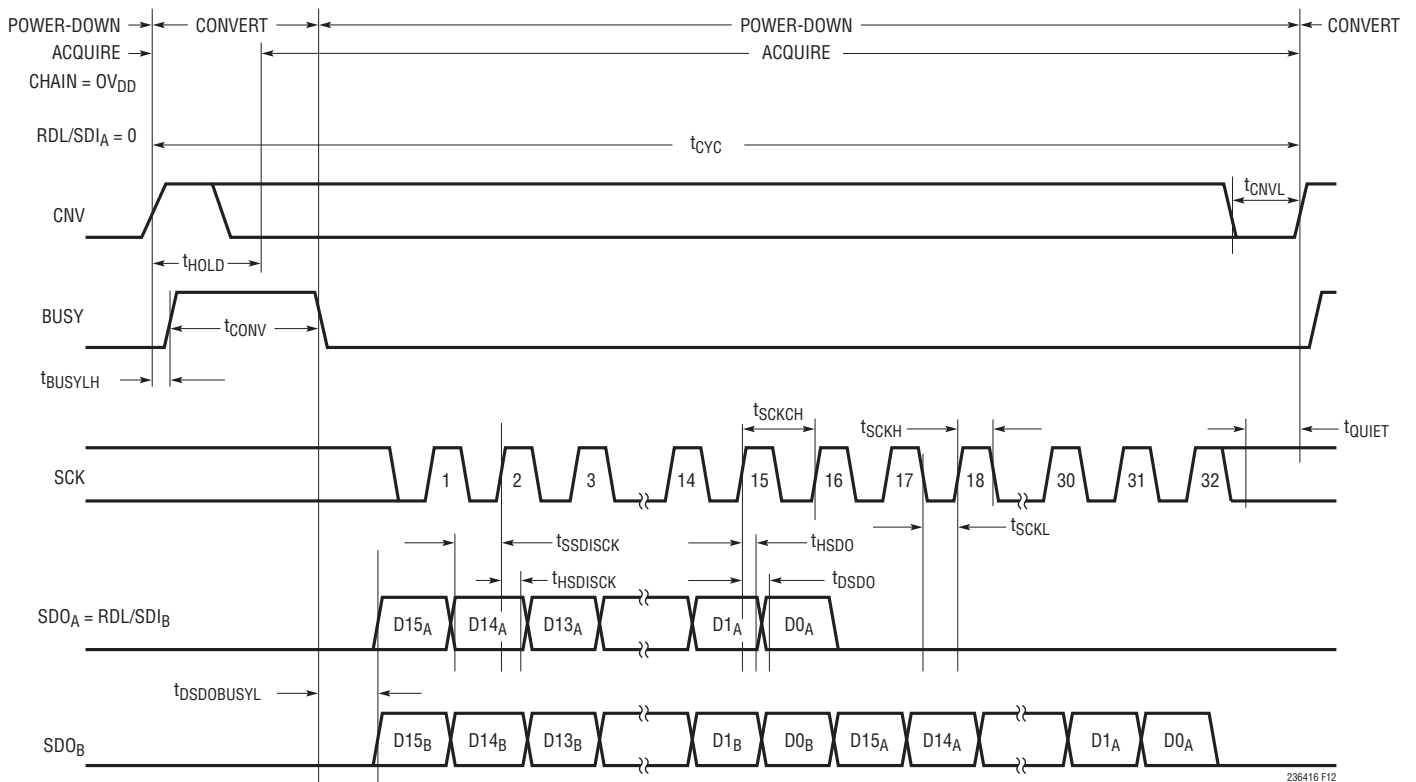 POWER-DOWN CONVERT POWER-DOWN CONVERT
ACQUIRE ACQUIRE
CHAIN = OVDD
RDL/SDIA = 0
tCYC
CNV
tCNVL
tHOLD
BUSY
tCONV
tBUSYLH
tSCKCH
tSCKH
tQUIET
SCK
1 2 3 14 15 16 17 18 30 31 32
tSSDISCK
tHSDO
tSCKL
tHSDISCK
tDSDO
SDOA = RDL/SDIB
D15A D14A D13A D1A D0A
tDSDOBUSYL
SDOB
D15B D14B D13B D1B D0B D15A D14A D1A D0A
236416 F12